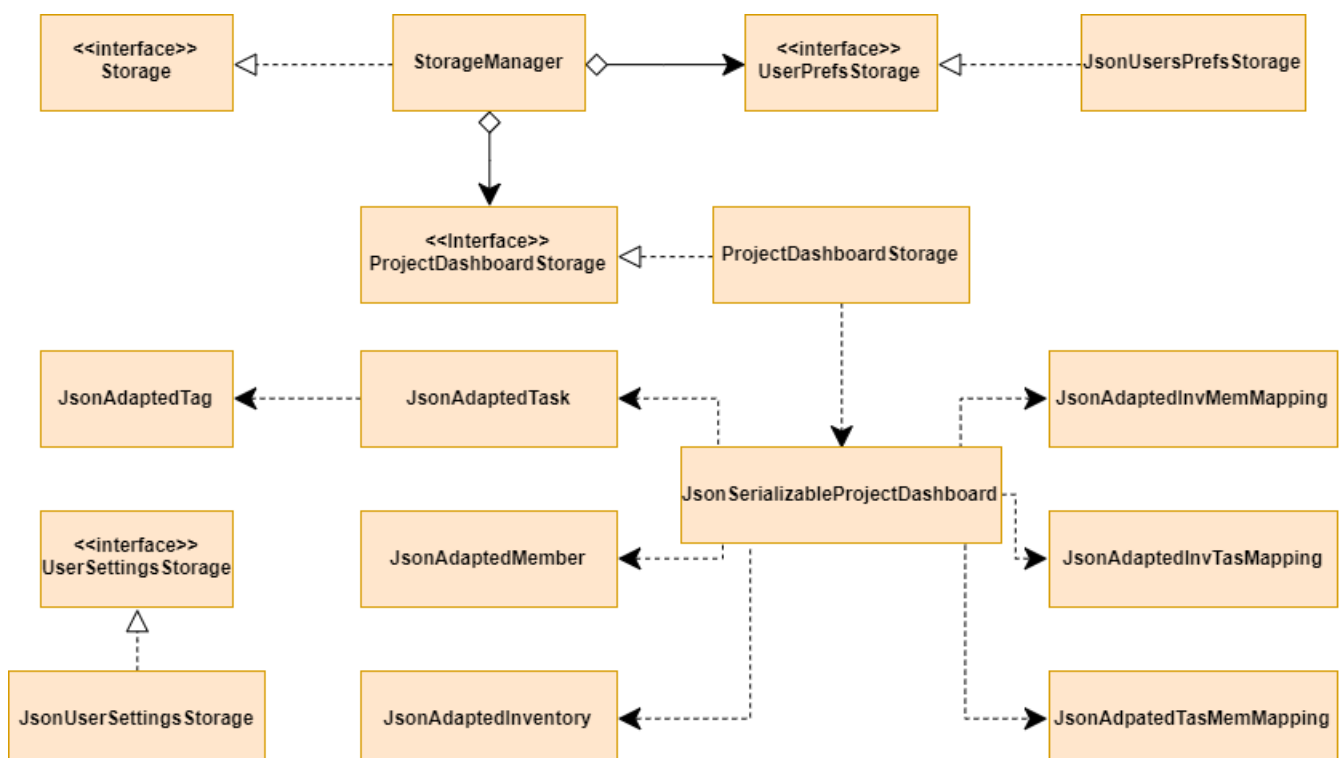 <<interface>>
Storage
StorageManager
<<interface>>
UserPrefsStorage
JsonUsersPrefsStorage
<<Interface>>
ProjectDashboardStorage
ProjectDashboardStorage
JsonAdaptedTag
JsonAdaptedTask
JsonAdaptedInvMemMapping
JsonSerializableProjectDashboard
<<interface>>
UserSettingsStorage
JsonAdaptedMember
JsonAdaptedInvTasMapping
JsonUserSettingsStorage
JsonAdaptedInventory
JsonAdpatedTasMemMapping